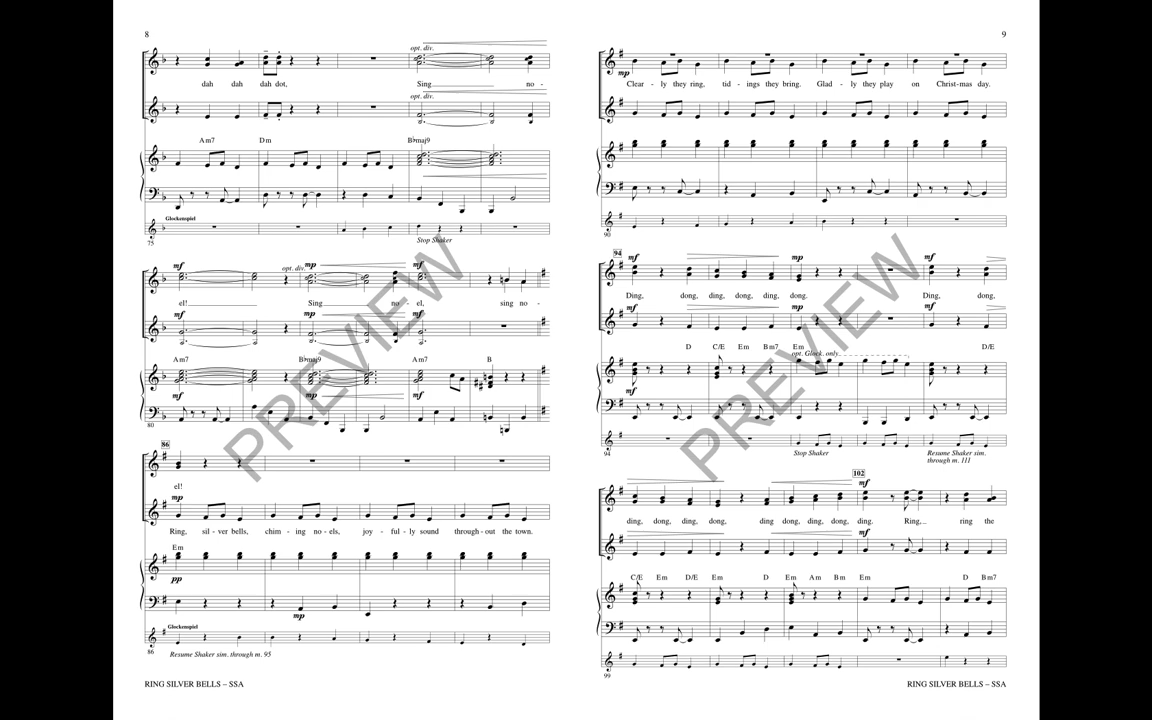 8
opt. div.
dah dah dah dot, Sing no -
opt. div.
Am7 Dm B♭maj9
Glockenspiel
75
Stop Shaker
mf opt. div. mp mf
el! Sing no - el, sing no -
mf mp mf
Am7 B♭maj9 Am7 B
mf mp mf
80
86
el!
mp
Ring, sil - ver bells, chim - ing no - els, joy - ful - ly sound through - out the town.
Em
pp
mp
Glockenspiel
86
Resume Shaker sim. through m. 95
RING SILVER BELLS – SSA
9
mp
Clear - ly they ring, tid - ings they bring. Glad - ly they play on Christ - mas day.
90
94
mf mp mf
Ding, dong, ding, dong, ding, dong. Ding, dong,
mf mp mf
D C/E Em Bm7 Em D/E
opt. Glock. only
mf
94
Stop Shaker Resume Shaker sim.
through m. 111
102
mf
ding, dong, ding, dong, ding dong, ding, dong, ding. Ring, ring the
mf
C/E Em D/E Em D Em Am Bm Em D Bm7
99
RING SILVER BELLS – SSA
PREVIEW
PREVIEW